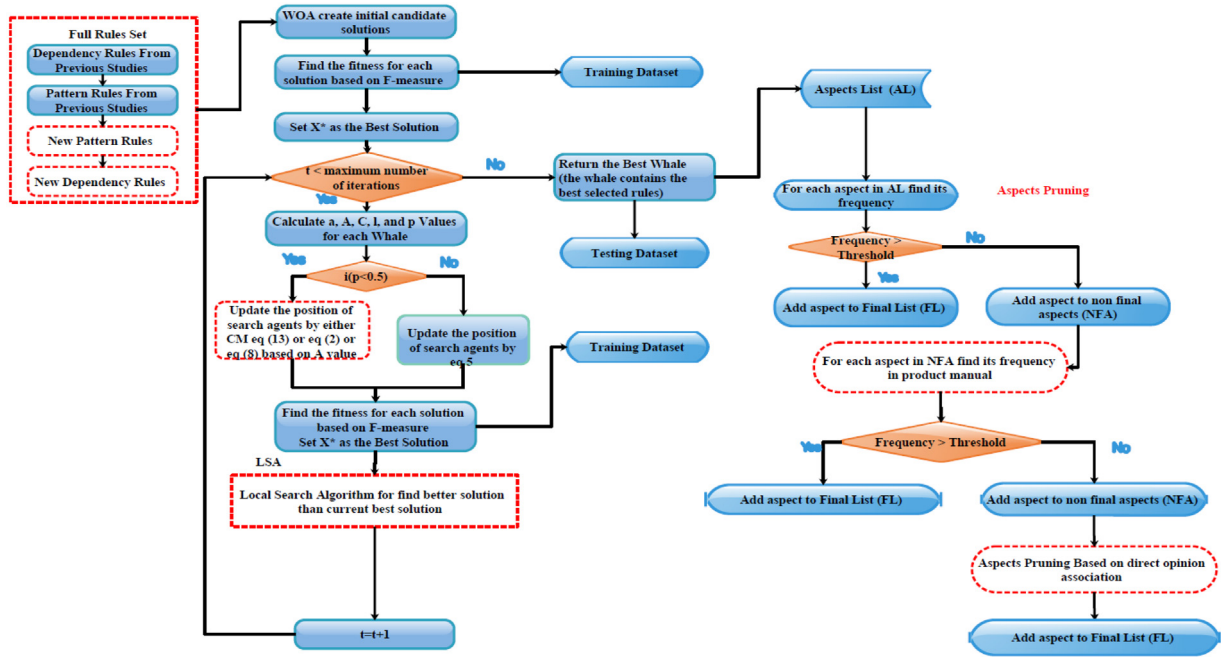 Full Rules Set
Dependency Rules From
Previous Studies
Pattern Rules From
Previous Studies
New Pattern Rules
New Dependency Rules
WOA create initial candidate
solutions
Find the fitness for each
solution based on F-measure
Training Dataset
Set X* as the Best Solution
t < maximum number
of iterations
No
Yes
Return the Best Whale
(the whale contains the
best selected rules)
Testing Dataset
Calculate a, A, C, l, and p Values
for each Whale
Yes
No
i(p<0.5)
Update the position of
search agents by either
CM eq (13) or eq (2) or
eq (8) based on A value
Update the position
of search agents by
eq 5
Training Dataset
Find the fitness for each solution
based on F-measure
Set X* as the Best Solution
LSA
Local Search Algorithm for find better solution
than current best solution
t=t+1
Aspects List (AL)
For each aspect in AL find its
frequency
Aspects Pruning
Frequency >
Threshold
No
Yes
Add aspect to Final List (FL)
Add aspect to non final
aspects (NFA)
For each aspect in NFA find its frequency
in product manual
Frequency > Threshold
Yes
No
Add aspect to Final List (FL)
Add aspect to non final aspects (NFA)
Aspects Pruning Based on direct opinion
association
Add aspect to Final List (FL)